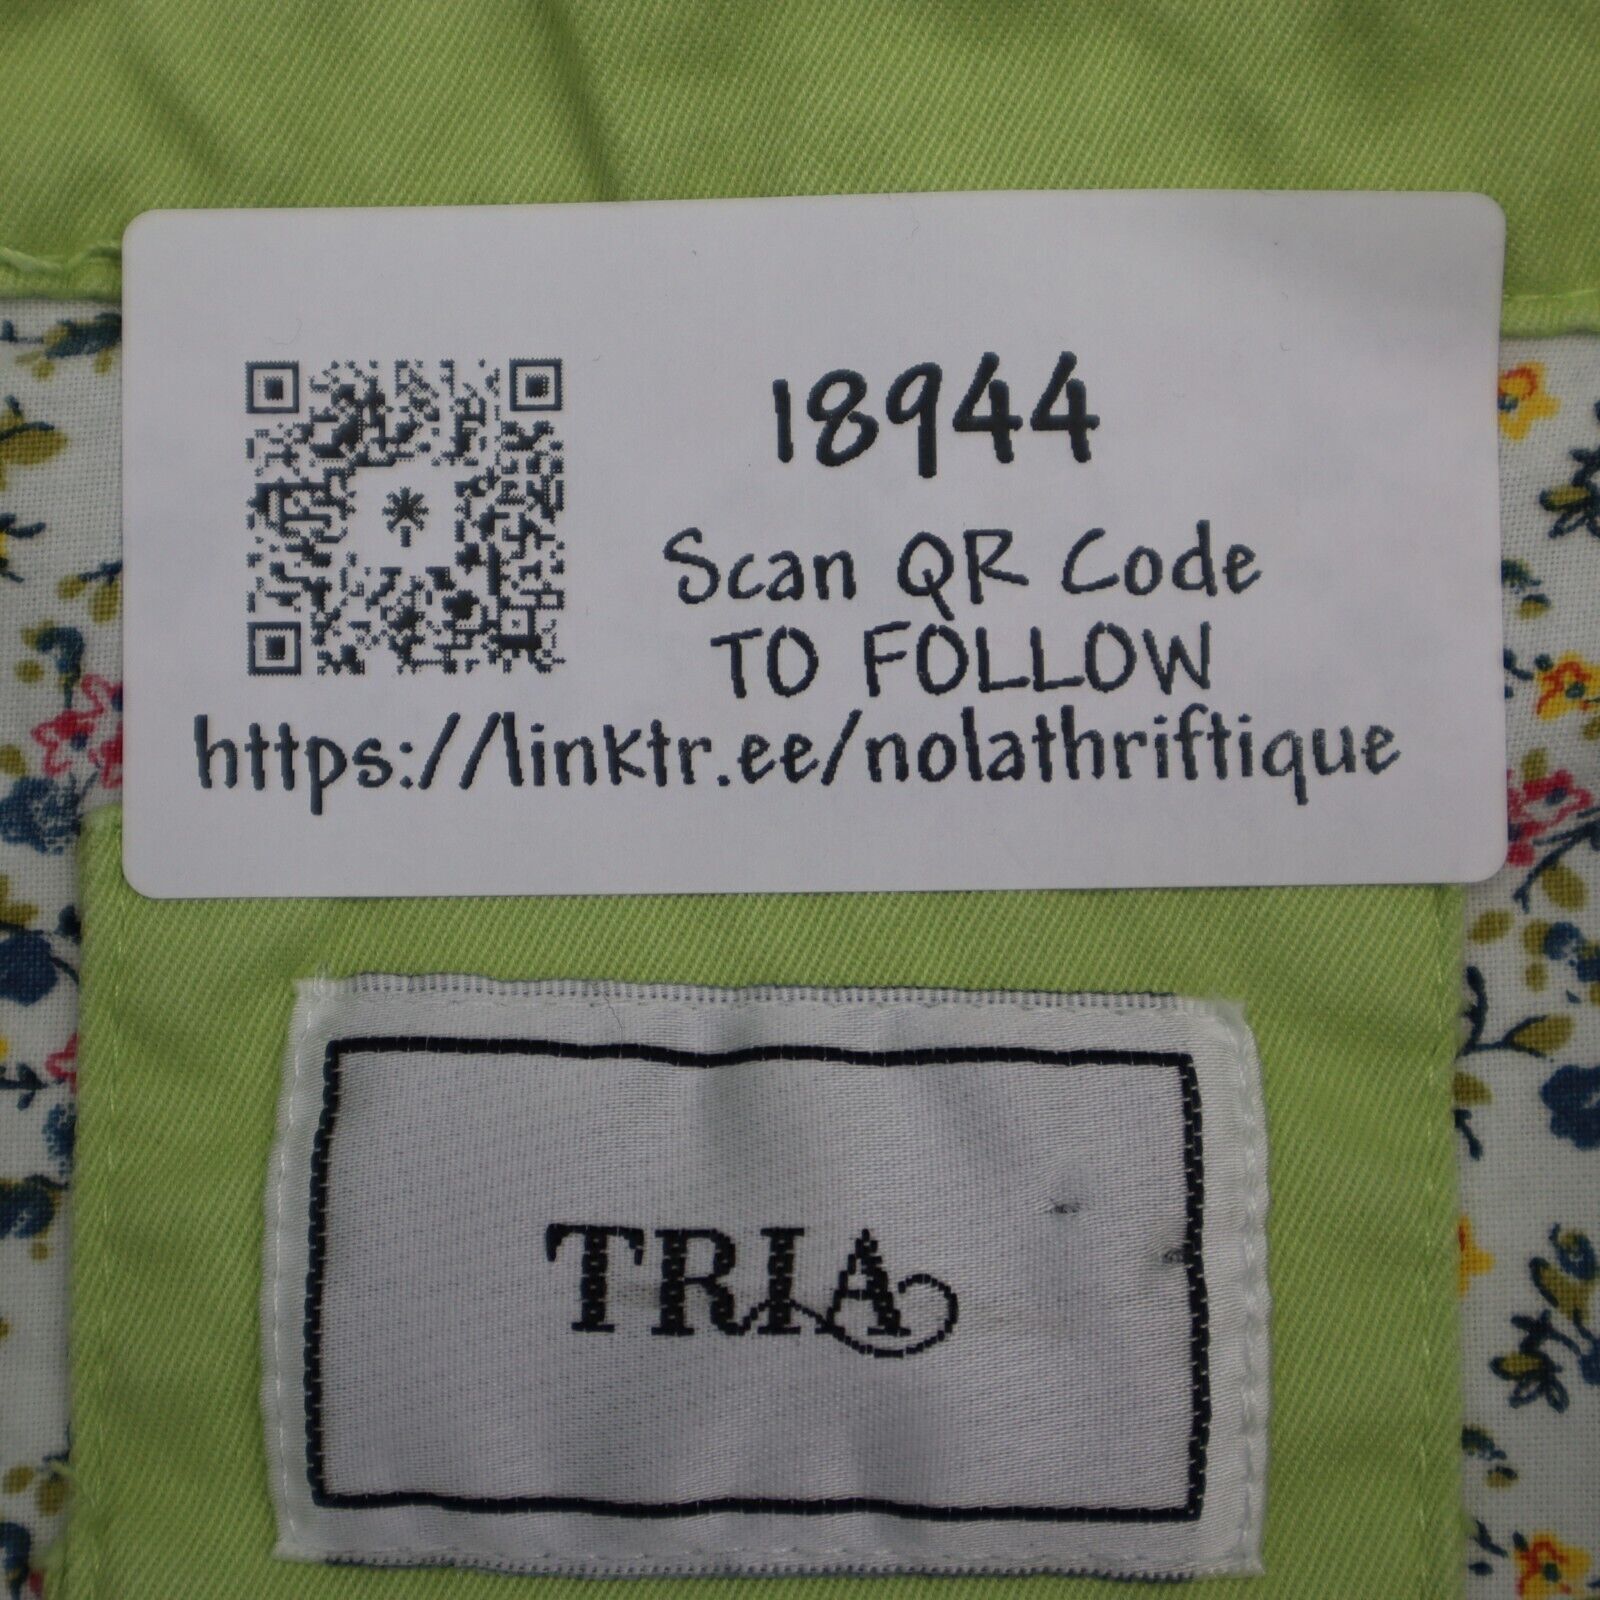 18944
Scan QR Code
TO FOLLOW
https://linktr.ee/nolathriftique
TRIA